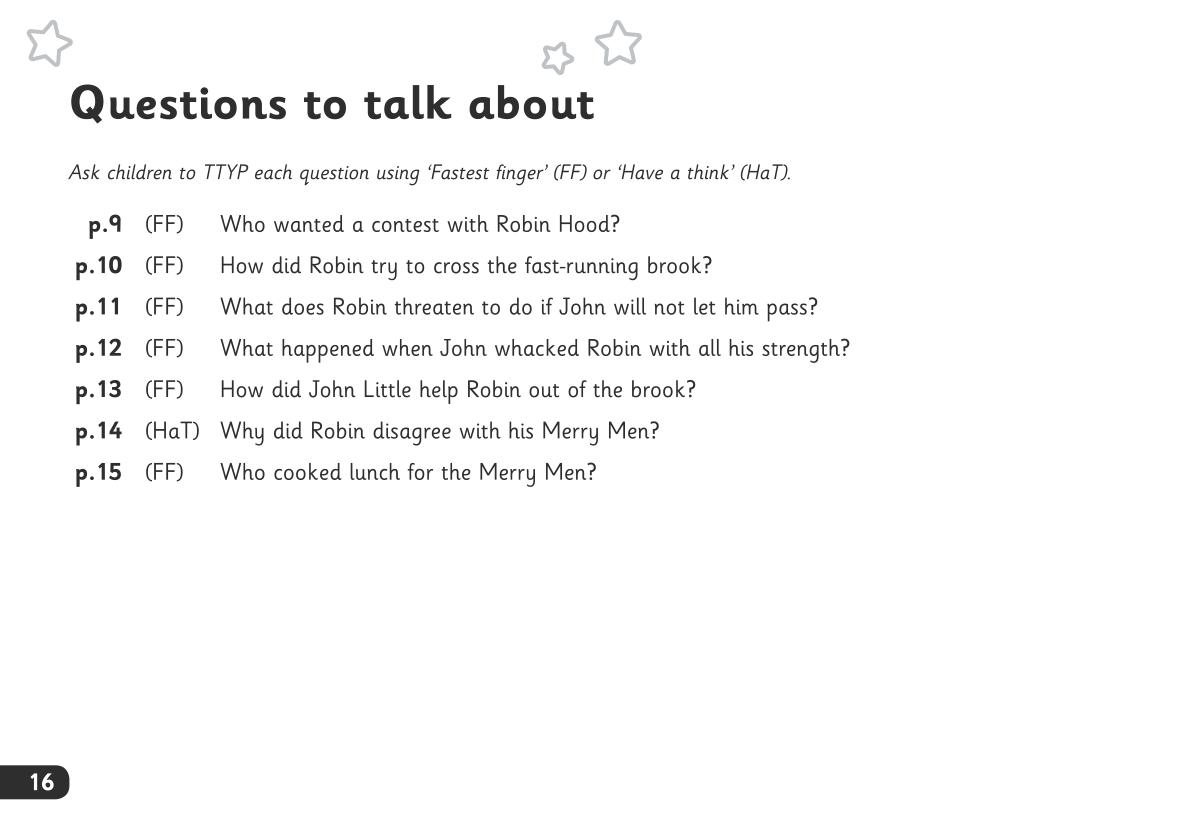 Questions to talk about
Ask children to TTYP each question using ‘Fastest finger’ (FF) or ‘Have a think’ (HaT).
p.9 (FF) Who wanted a contest with Robin Hood?
p.10 (FF) How did Robin try to cross the fast-running brook?
p.11 (FF) What does Robin threaten to do if John will not let him pass?
p.12 (FF) What happened when John whacked Robin with all his strength?
p.13 (FF) How did John Little help Robin out of the brook?
p.14 (HaT) Why did Robin disagree with his Merry Men?
p.15 (FF) Who cooked lunch for the Merry Men?
16